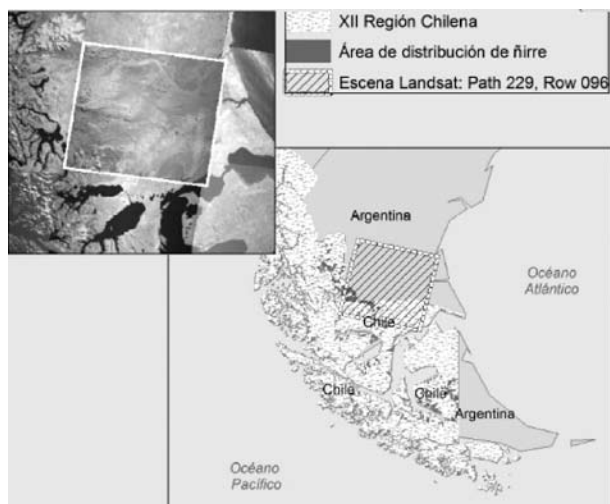 XII Región Chilena
Área de distribución de ñirre
Escena Landsat: Path 229, Row 096
Argentina
Océano
Atlántico
Chile
Chile
Chile
Argentina
Océano
Pacífico